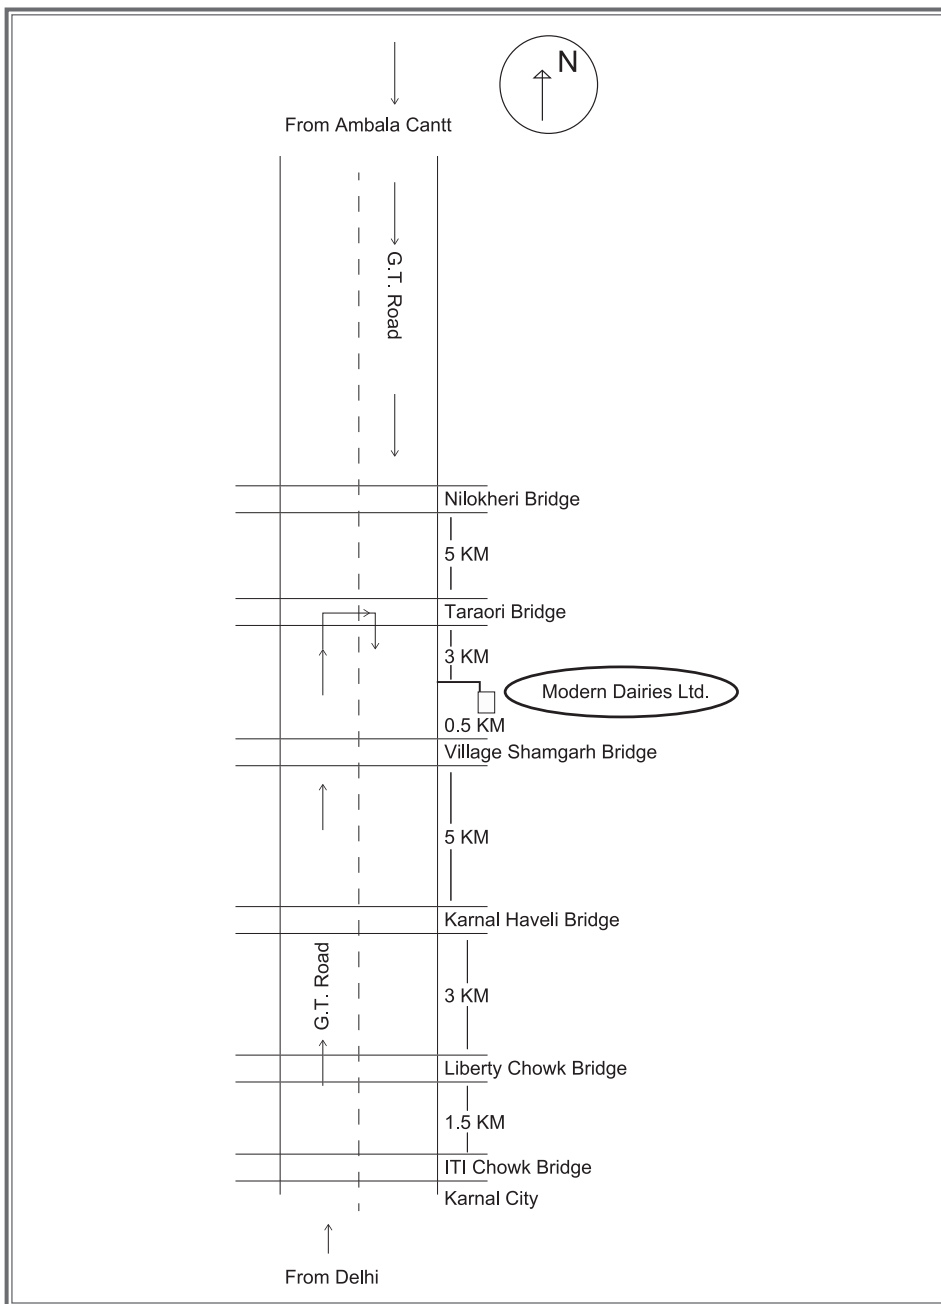 N
From Ambala Cantt
G.T. Road
Nilokheri Bridge
5 KM
Taraori Bridge
3 KM
Modern Dairies Ltd.
0.5 KM
Village Shamgarh Bridge
5 KM
Karnal Haveli Bridge
G.T. Road
3 KM
Liberty Chowk Bridge
1.5 KM
ITI Chowk Bridge
Karnal City
From Delhi